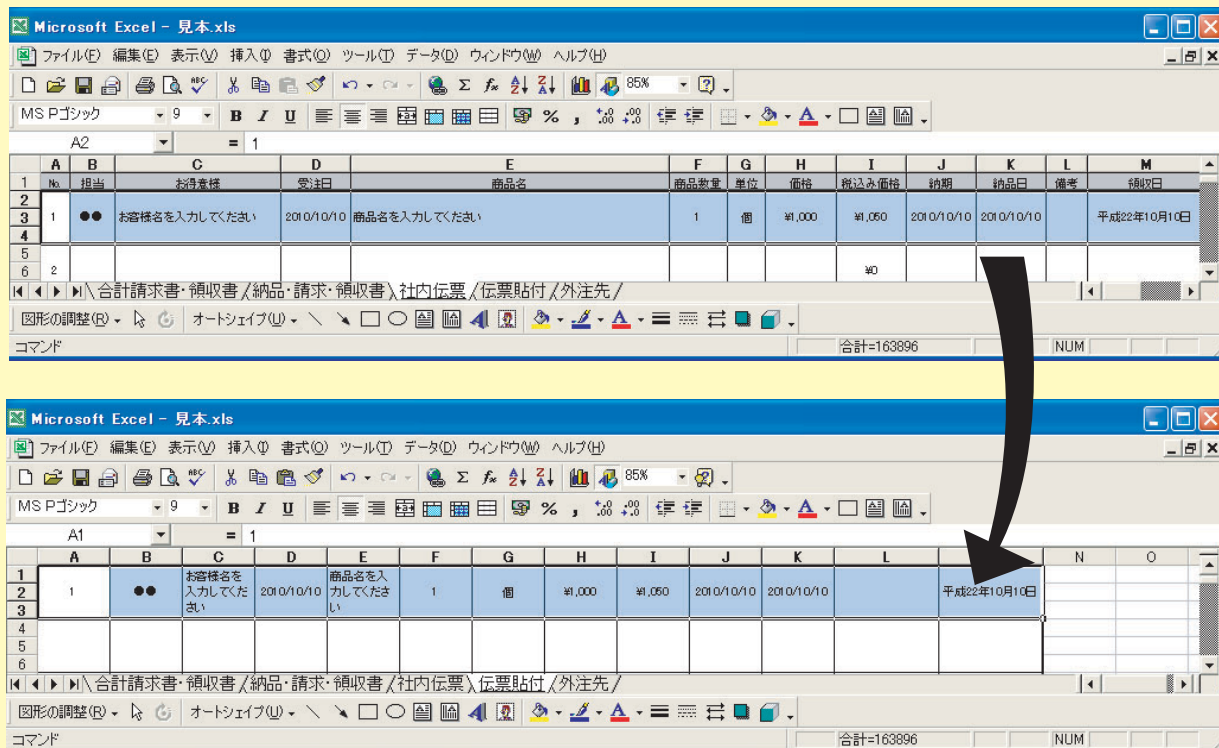 Microsoft Excel - 見本.xls
ファイル(F) 編集(E) 表示(V) 挿入(I) 書式(O) ツール(T) データ(D) ウィンドウ(W) ヘルプ(H)
85%
MS Pゴシック 9 B I U % ,
A2 = 1
A B C D E F G H I J K L M
1 No. 担当 お得意様 受注日 商品名 商品数量 単位 価格 税込み価格 納期 納品日 備考 領収日
2
3 1 ●● お客様名を入力してください 2010/10/10 商品名を入力してください 1 個 ¥1,000 ¥1,050 2010/10/10 2010/10/10 平成22年10月10日
4
5
6 2 ¥0
合計請求書・領収書 納品・請求・領収書 社内伝票 伝票貼付 外注先
図形の調整(R) オートシェイプ(U)
コマンド 合計=163896 NUM
Microsoft Excel - 見本.xls
ファイル(F) 編集(E) 表示(V) 挿入(I) 書式(O) ツール(T) データ(D) ウィンドウ(W) ヘルプ(H)
85%
MS Pゴシック 9 B I U % ,
A1 = 1
A B C D E F G H I J K L N O
1 お客様名を 商品名を入
2 1 ●● 入力してくだ 2010/10/10 力してくださ 1 個 ¥1,000 ¥1,050 2010/10/10 2010/10/10 平成22年10月10日
3 さい い
4
5
6
合計請求書・領収書 納品・請求・領収書 社内伝票 伝票貼付 外注先
図形の調整(R) オートシェイプ(U)
コマンド 合計=163896 NUM